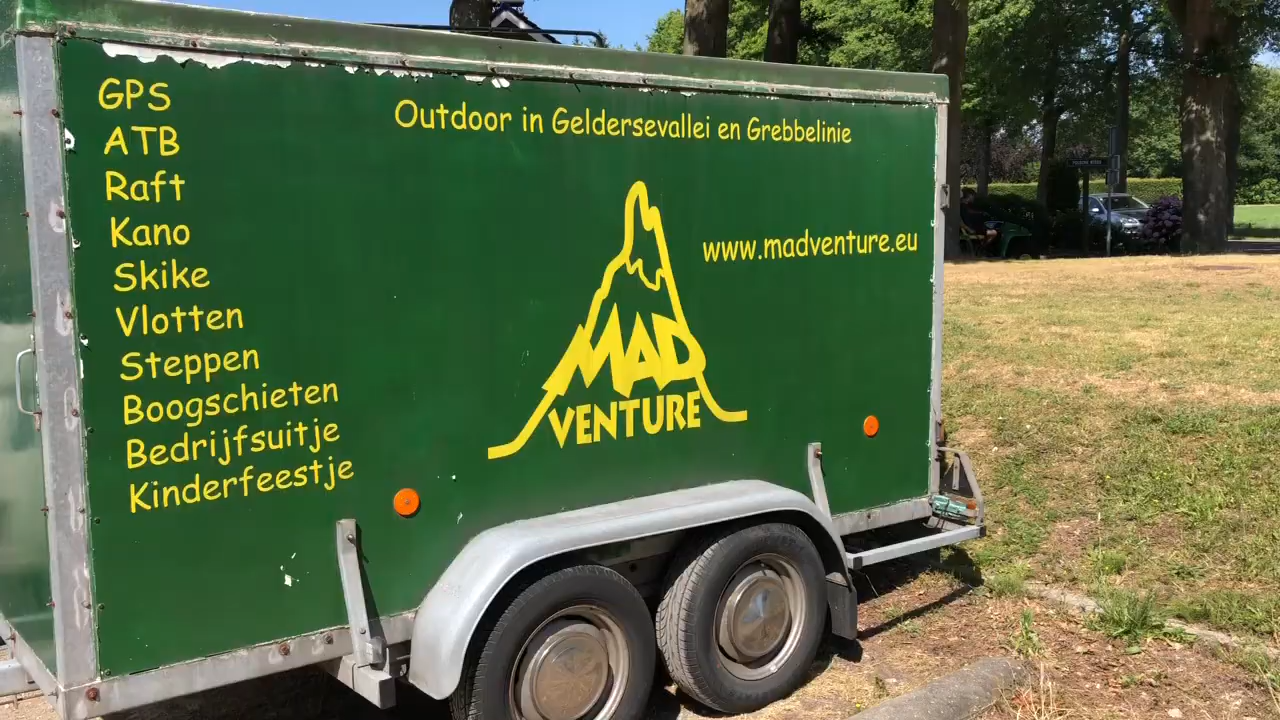 GPS
ATB
Raft
Kano
Skike
Vlotten
Steppen
Boogschieten
Bedrijfsuitje
Kinderfeestje
Outdoor in Geldersevallei en Grebbelinie
www.madventure.eu
MAD
VENTURE